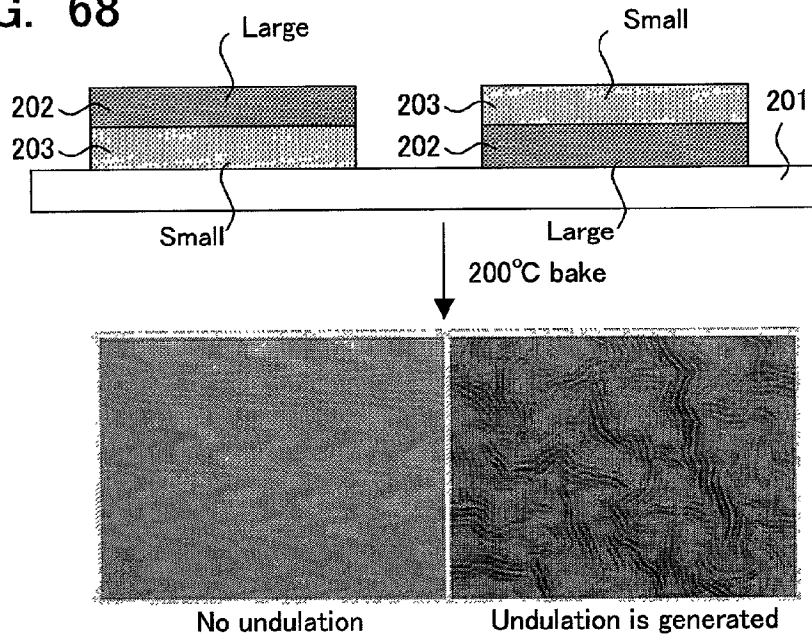 G. 68
Large
Small
202
203
201
203
202
Small
Large
200°C bake
No undulation
Undulation is generated